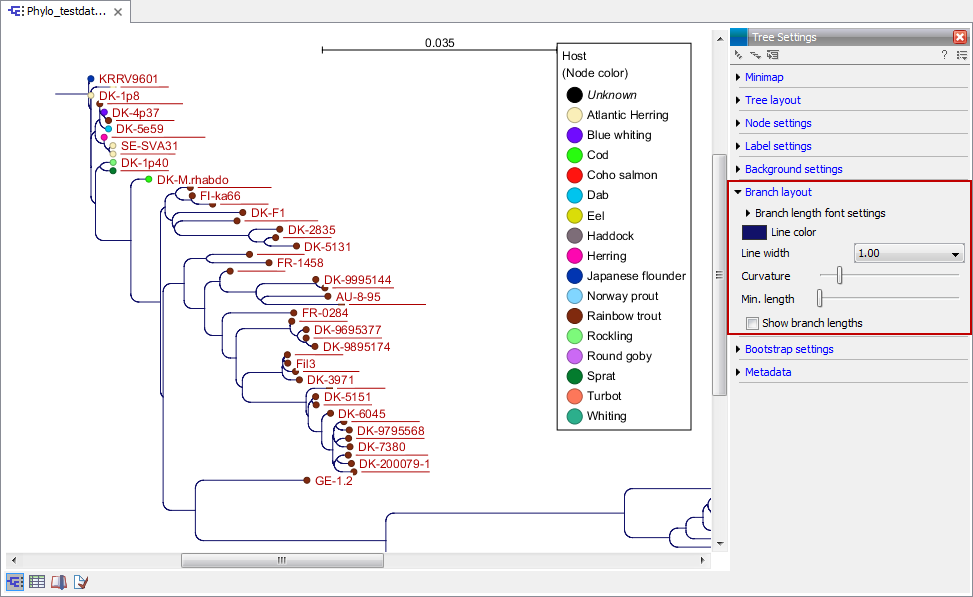 Phylo_testdat...
0.035
KRRV9601
DK-1p8
DK-4p37
DK-5e59
SE-SVA31
DK-1p40
DK-M.rhabdo
FI-ka66
DK-F1
DK-2835
DK-5131
FR-1458
DK-9995144
AU-8-95
FR-0284
DK-9695377
DK-9895174
Fil3
DK-3971
DK-5151
DK-6045
DK-9795568
DK-7380
DK-200079-1
GE-1.2
Host
(Node color)
Unknown
Atlantic Herring
Blue whiting
Cod
Coho salmon
Dab
Eel
Haddock
Herring
Japanese flounder
Norway prout
Rainbow trout
Rockling
Round goby
Sprat
Turbot
Whiting
Tree Settings
?
Minimap
Tree layout
Node settings
Label settings
Background settings
Branch layout
Branch length font settings
Line color
Line width 1.00
Curvature
Min. length
Show branch lengths
Bootstrap settings
Metadata